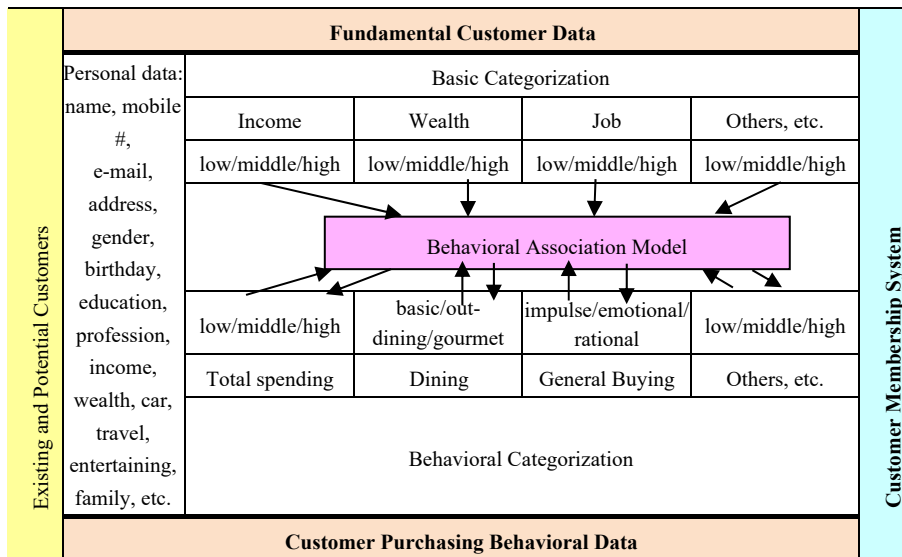 Fundamental Customer Data
Existing and Potential Customers
Personal data:
name, mobile
#,
e-mail,
address,
gender,
birthday,
education,
profession,
income,
wealth, car,
travel,
entertaining,
family, etc.
Basic Categorization
Income
Wealth
Job
Others, etc.
low/middle/high
low/middle/high
low/middle/high
low/middle/high
Behavioral Association Model
low/middle/high
basic/out-
dining/gourmet
impulse/emotional/
rational
low/middle/high
Total spending
Dining
General Buying
Others, etc.
Behavioral Categorization
Customer Membership System
Customer Purchasing Behavioral Data